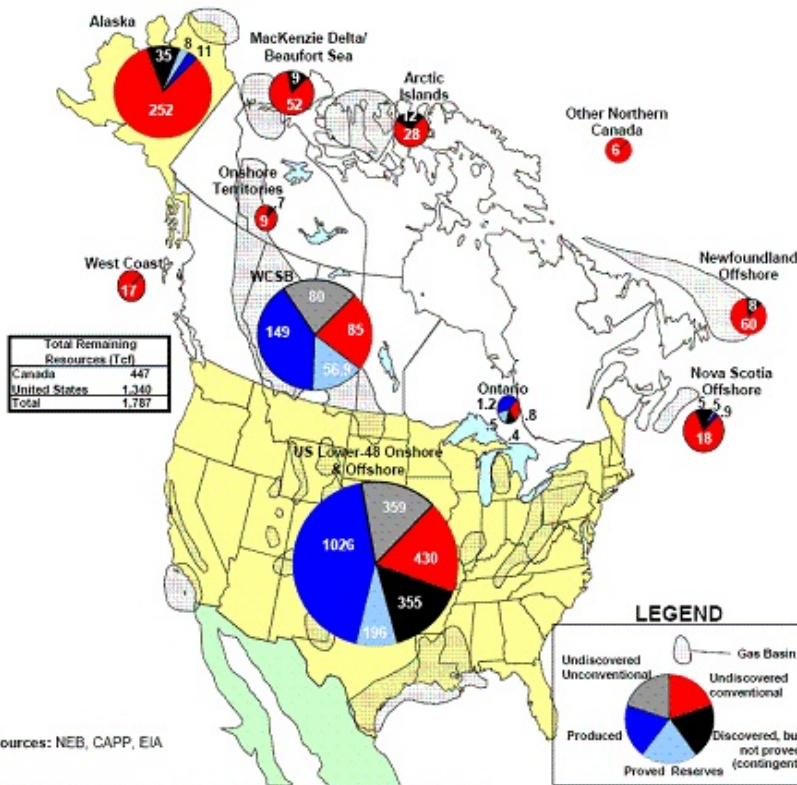 Alaska
35
8
11
252
MacKenzie Delta/
Beaufort Sea
9
52
Arctic
Islands
12
28
Other Northern
Canada
6
Onshore
Territories
.7
9
West Coast
17
WCSB
80
149
85
56.9
Newfoundland
Offshore
8
60
Total Remaining
Resources (Tcf)
Canada 447
United States 1,340
Total 1,787
Ontario
1.2
.8
.5
.4
Nova Scotia
Offshore
5
.5
.9
18
US Lower-48 Onshore
& Offshore
359
1026
430
355
196
LEGEND
Gas Basin
Undiscovered
Unconventional
Undiscovered
conventional
Produced
Discovered, bu
not prove
(contingent
Proved Reserves
ources: NEB, CAPP, EIA